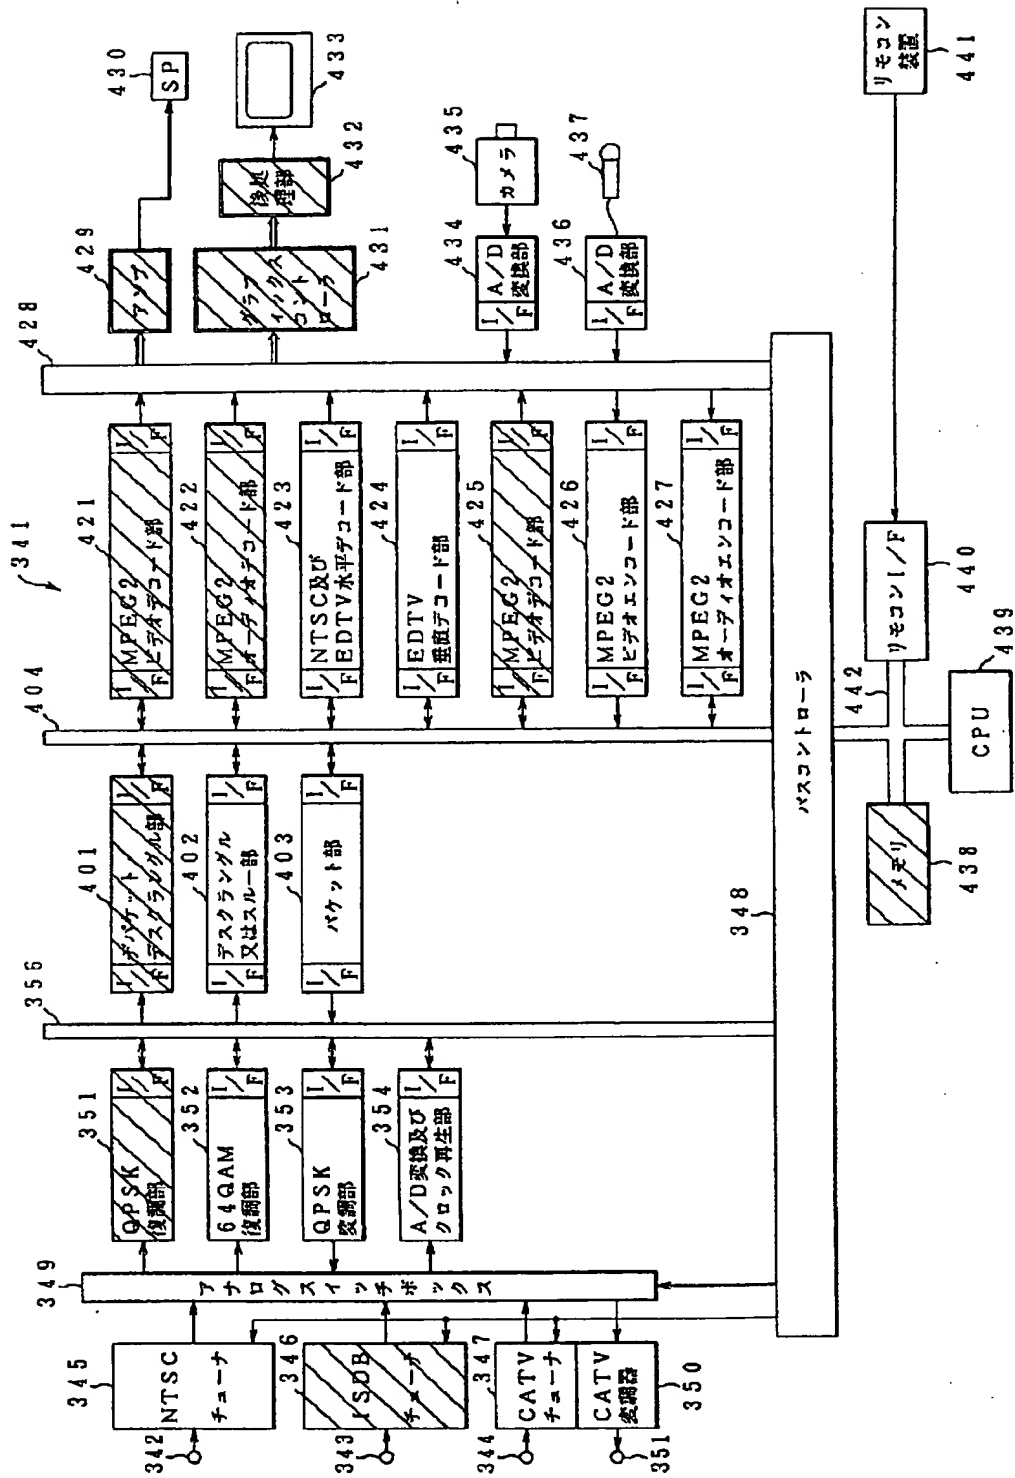 341
342
NTSC
チューナ
345
343
ISDB
チューナ
346
344
CATV
チューナ
347
CATV
変調器
350
351
アナログスイッチボックス
349
QPSK
復調部
I/F
351
64QAM
復調部
I/F
352
QPSK
変調部
I/F
353
A/D変換及び
クロック再生部
I/F
354
356
I/F
デパケット
デスクランブル部
I/F
401
I/F
デスクランブル
又はスルー部
I/F
402
I/F
パケット部
I/F
403
404
I/F
MPEG2
ビデオデコード部
I/F
421
I/F
MPEG2
オーディオデコード部
I/F
422
I/F
NTSC及び
EDTV水平デコード部
I/F
423
I/F
EDTV
垂直デコード部
I/F
424
I/F
MPEG2
ビデオデコード部
I/F
425
I/F
MPEG2
ビデオエンコード部
I/F
426
I/F
MPEG2
オーディオエンコード部
I/F
427
428
アンプ
429
SP
430
グラフ
ィックス
コント
ローラ
431
後処
理部
432
433
I/F
A/D
変換部
434
カメラ
435
I/F
A/D
変換部
436
437
バスコントローラ
348
メモリ
438
CPU
439
リモコンI/F
440
442
リモコン
装置
441